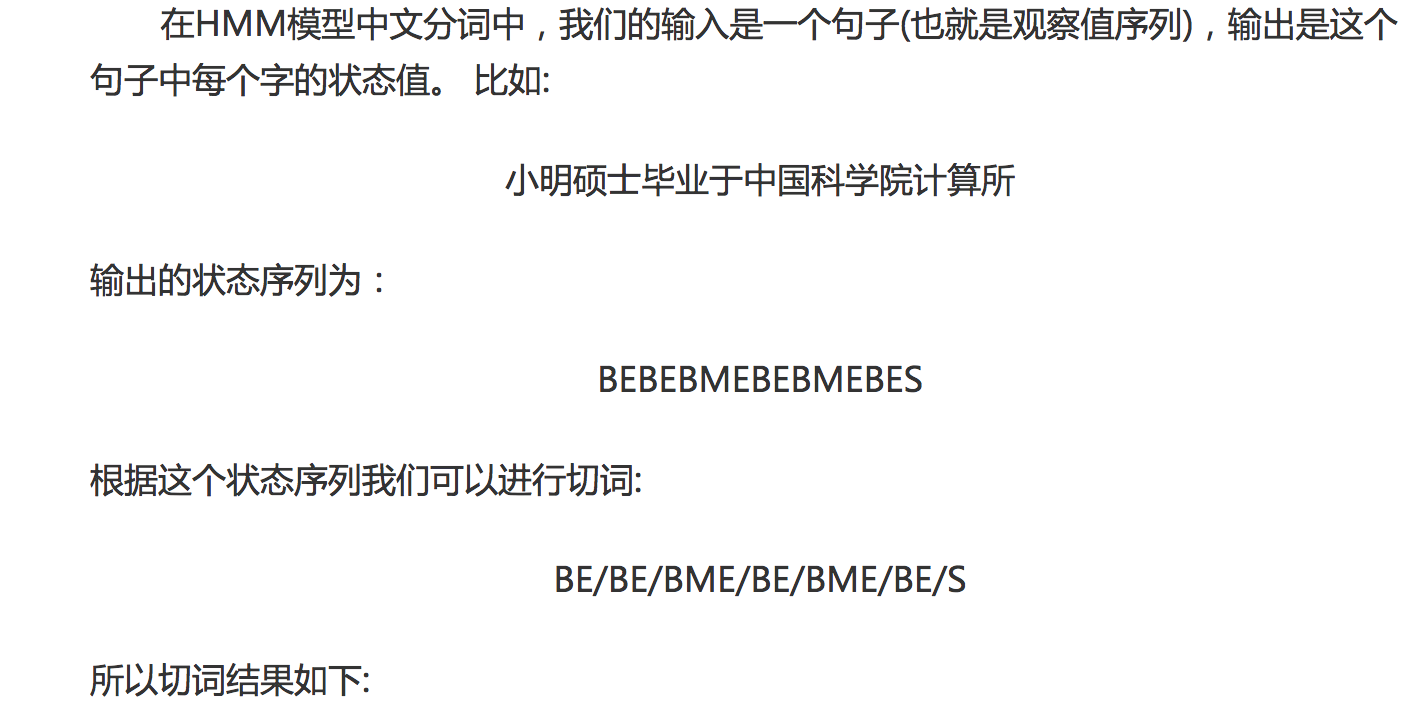 在HMM模型中文分词中，我们的输入是一个句子(也就是观察值序列)，输出是这个
句子中每个字的状态值。 比如:
小明硕士毕业于中国科学院计算所
输出的状态序列为：
BEBEBMEBEBMEBES
根据这个状态序列我们可以进行切词:
BE/BE/BME/BE/BME/BE/S
所以切词结果如下: